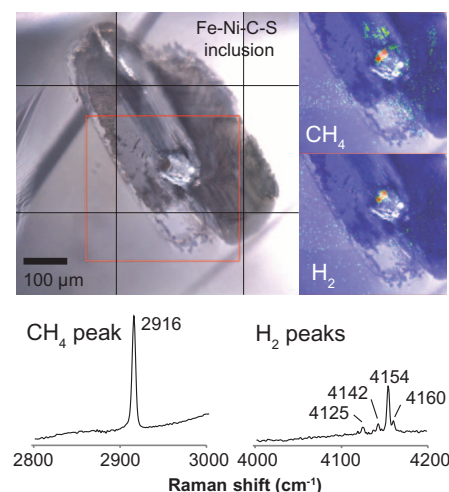 Fe-Ni-C-S
inclusion
CH₄
H₂
100 µm
CH₄ peak
2916
H₂ peaks
4154
4142
4160
4125
2800 2900 3000 4000 4100 4200
Raman shift (cm⁻¹)